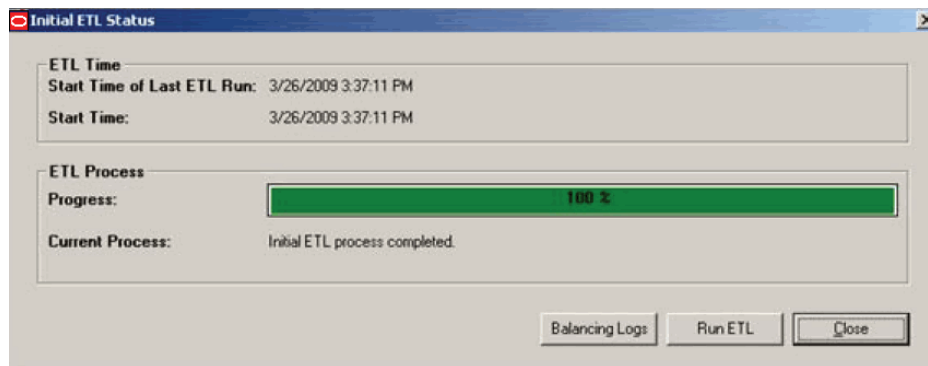 Initial ETL Status
ETL Time
Start Time of Last ETL Run: 3/26/2009 3:37:11 PM
Start Time: 3/26/2009 3:37:11 PM
ETL Process
Progress: 100 %
Current Process: Initial ETL process completed.
Balancing Logs Run ETL Close